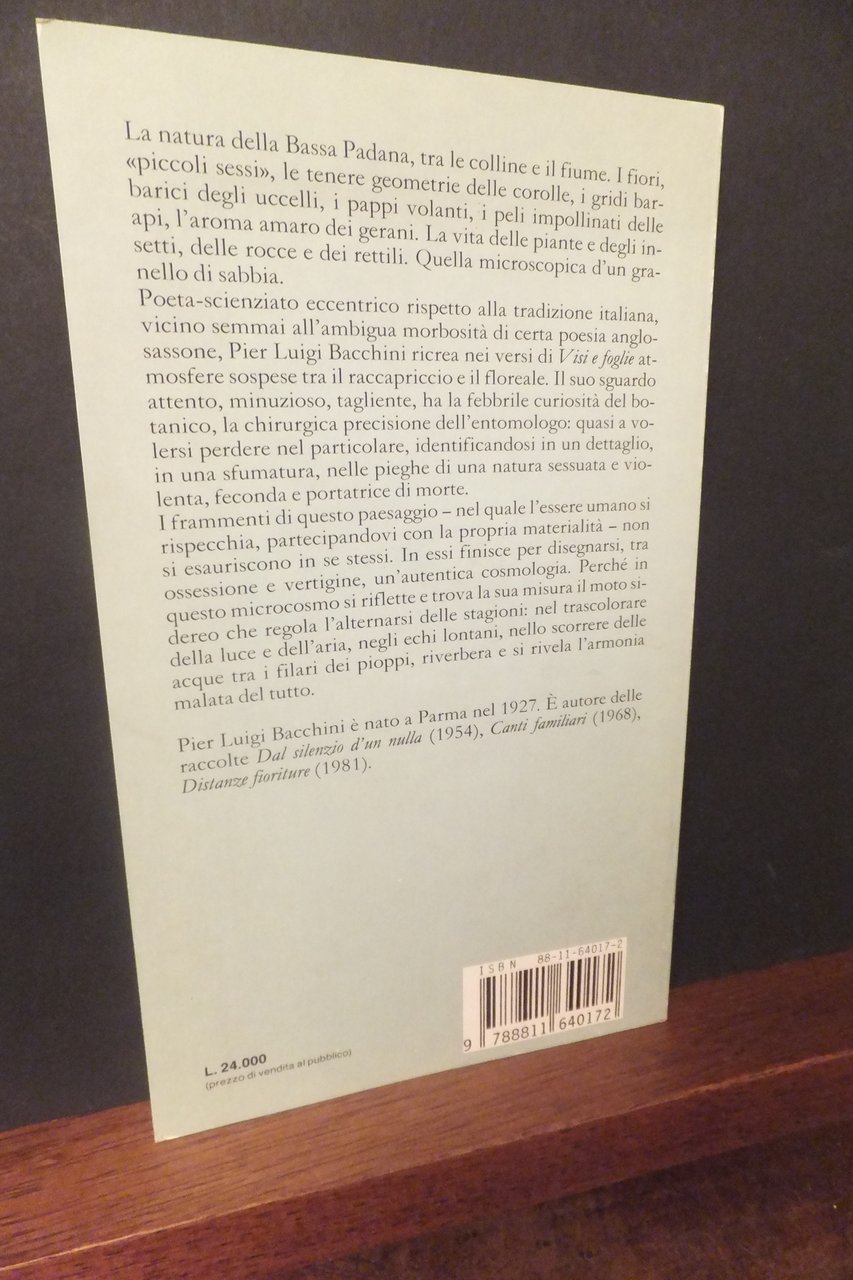 La natura della Bassa Padana, tra le colline e il fiume. I fiori,
«piccoli sessi», le tenere geometrie delle corolle, i gridi bar-
barici degli uccelli, i pappi volanti, i peli impollinati delle
api, l'aroma amaro dei gerani. La vita delle piante e degli in-
setti, delle rocce e dei rettili. Quella microscopica d'un gra-
nello di sabbia.
Poeta-scienziato eccentrico rispetto alla tradizione italiana,
vicino semmai all'ambigua morbosità di certa poesia anglo-
sassone, Pier Luigi Bacchini ricrea nei versi di Visi e foglie at-
mosfere sospese tra il raccapriccio e il floreale. Il suo sguardo
attento, minuzioso, tagliente, ha la febbrile curiosità del bo-
tanico, la chirurgica precisione dell'entomologo: quasi a vo-
lersi perdere nel particolare, identificandosi in un dettaglio,
in una sfumatura, nelle pieghe di una natura sessuata e vio-
lenta, feconda e portatrice di morte.
I frammenti di questo paesaggio – nel quale l'essere umano si
rispecchia, partecipandovi con la propria materialità – non
si esauriscono in se stessi. In essi finisce per disegnarsi, tra
ossessione e vertigine, un'autentica cosmologia. Perché in
questo microcosmo si riflette e trova la sua misura il moto si-
dereo che regola l'alternarsi delle stagioni: nel trascolorare
della luce e dell'aria, negli echi lontani, nello scorrere delle
acque tra i filari dei pioppi, riverbera e si rivela l'armonia
malata del tutto.
Pier Luigi Bacchini è nato a Parma nel 1927. È autore delle
raccolte Dal silenzio d'un nulla (1954), Canti familiari (1968),
Distanze fioriture (1981).
ISBN 88-11-64017-2
9 788811 640172
L. 24.000
(prezzo di vendita al pubblico)